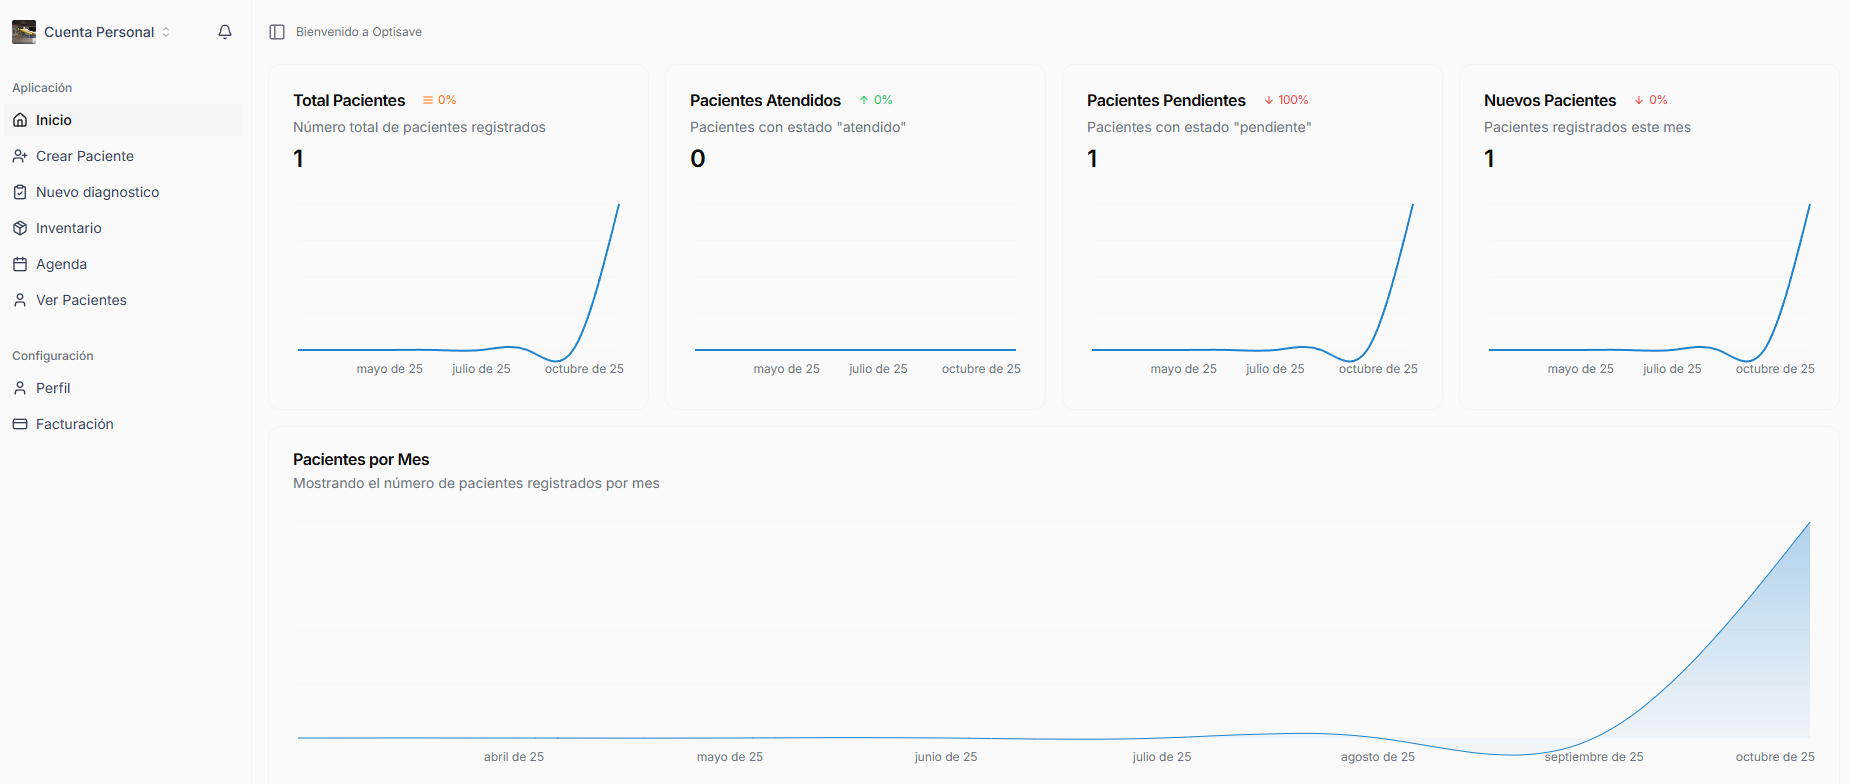 Cuenta Personal
Bienvenido a Optisave
Aplicación
Inicio
Crear Paciente
Nuevo diagnostico
Inventario
Agenda
Ver Pacientes
Configuración
Perfil
Facturación
Total Pacientes 0%
Número total de pacientes registrados
1
mayo de 25 julio de 25 octubre de 25
Pacientes Atendidos 0%
Pacientes con estado "atendido"
0
mayo de 25 julio de 25 octubre de 25
Pacientes Pendientes 100%
Pacientes con estado "pendiente"
1
mayo de 25 julio de 25 octubre de 25
Nuevos Pacientes 0%
Pacientes registrados este mes
1
mayo de 25 julio de 25 octubre de 25
Pacientes por Mes
Mostrando el número de pacientes registrados por mes
abril de 25 mayo de 25 junio de 25 julio de 25 agosto de 25 septiembre de 25 octubre de 25